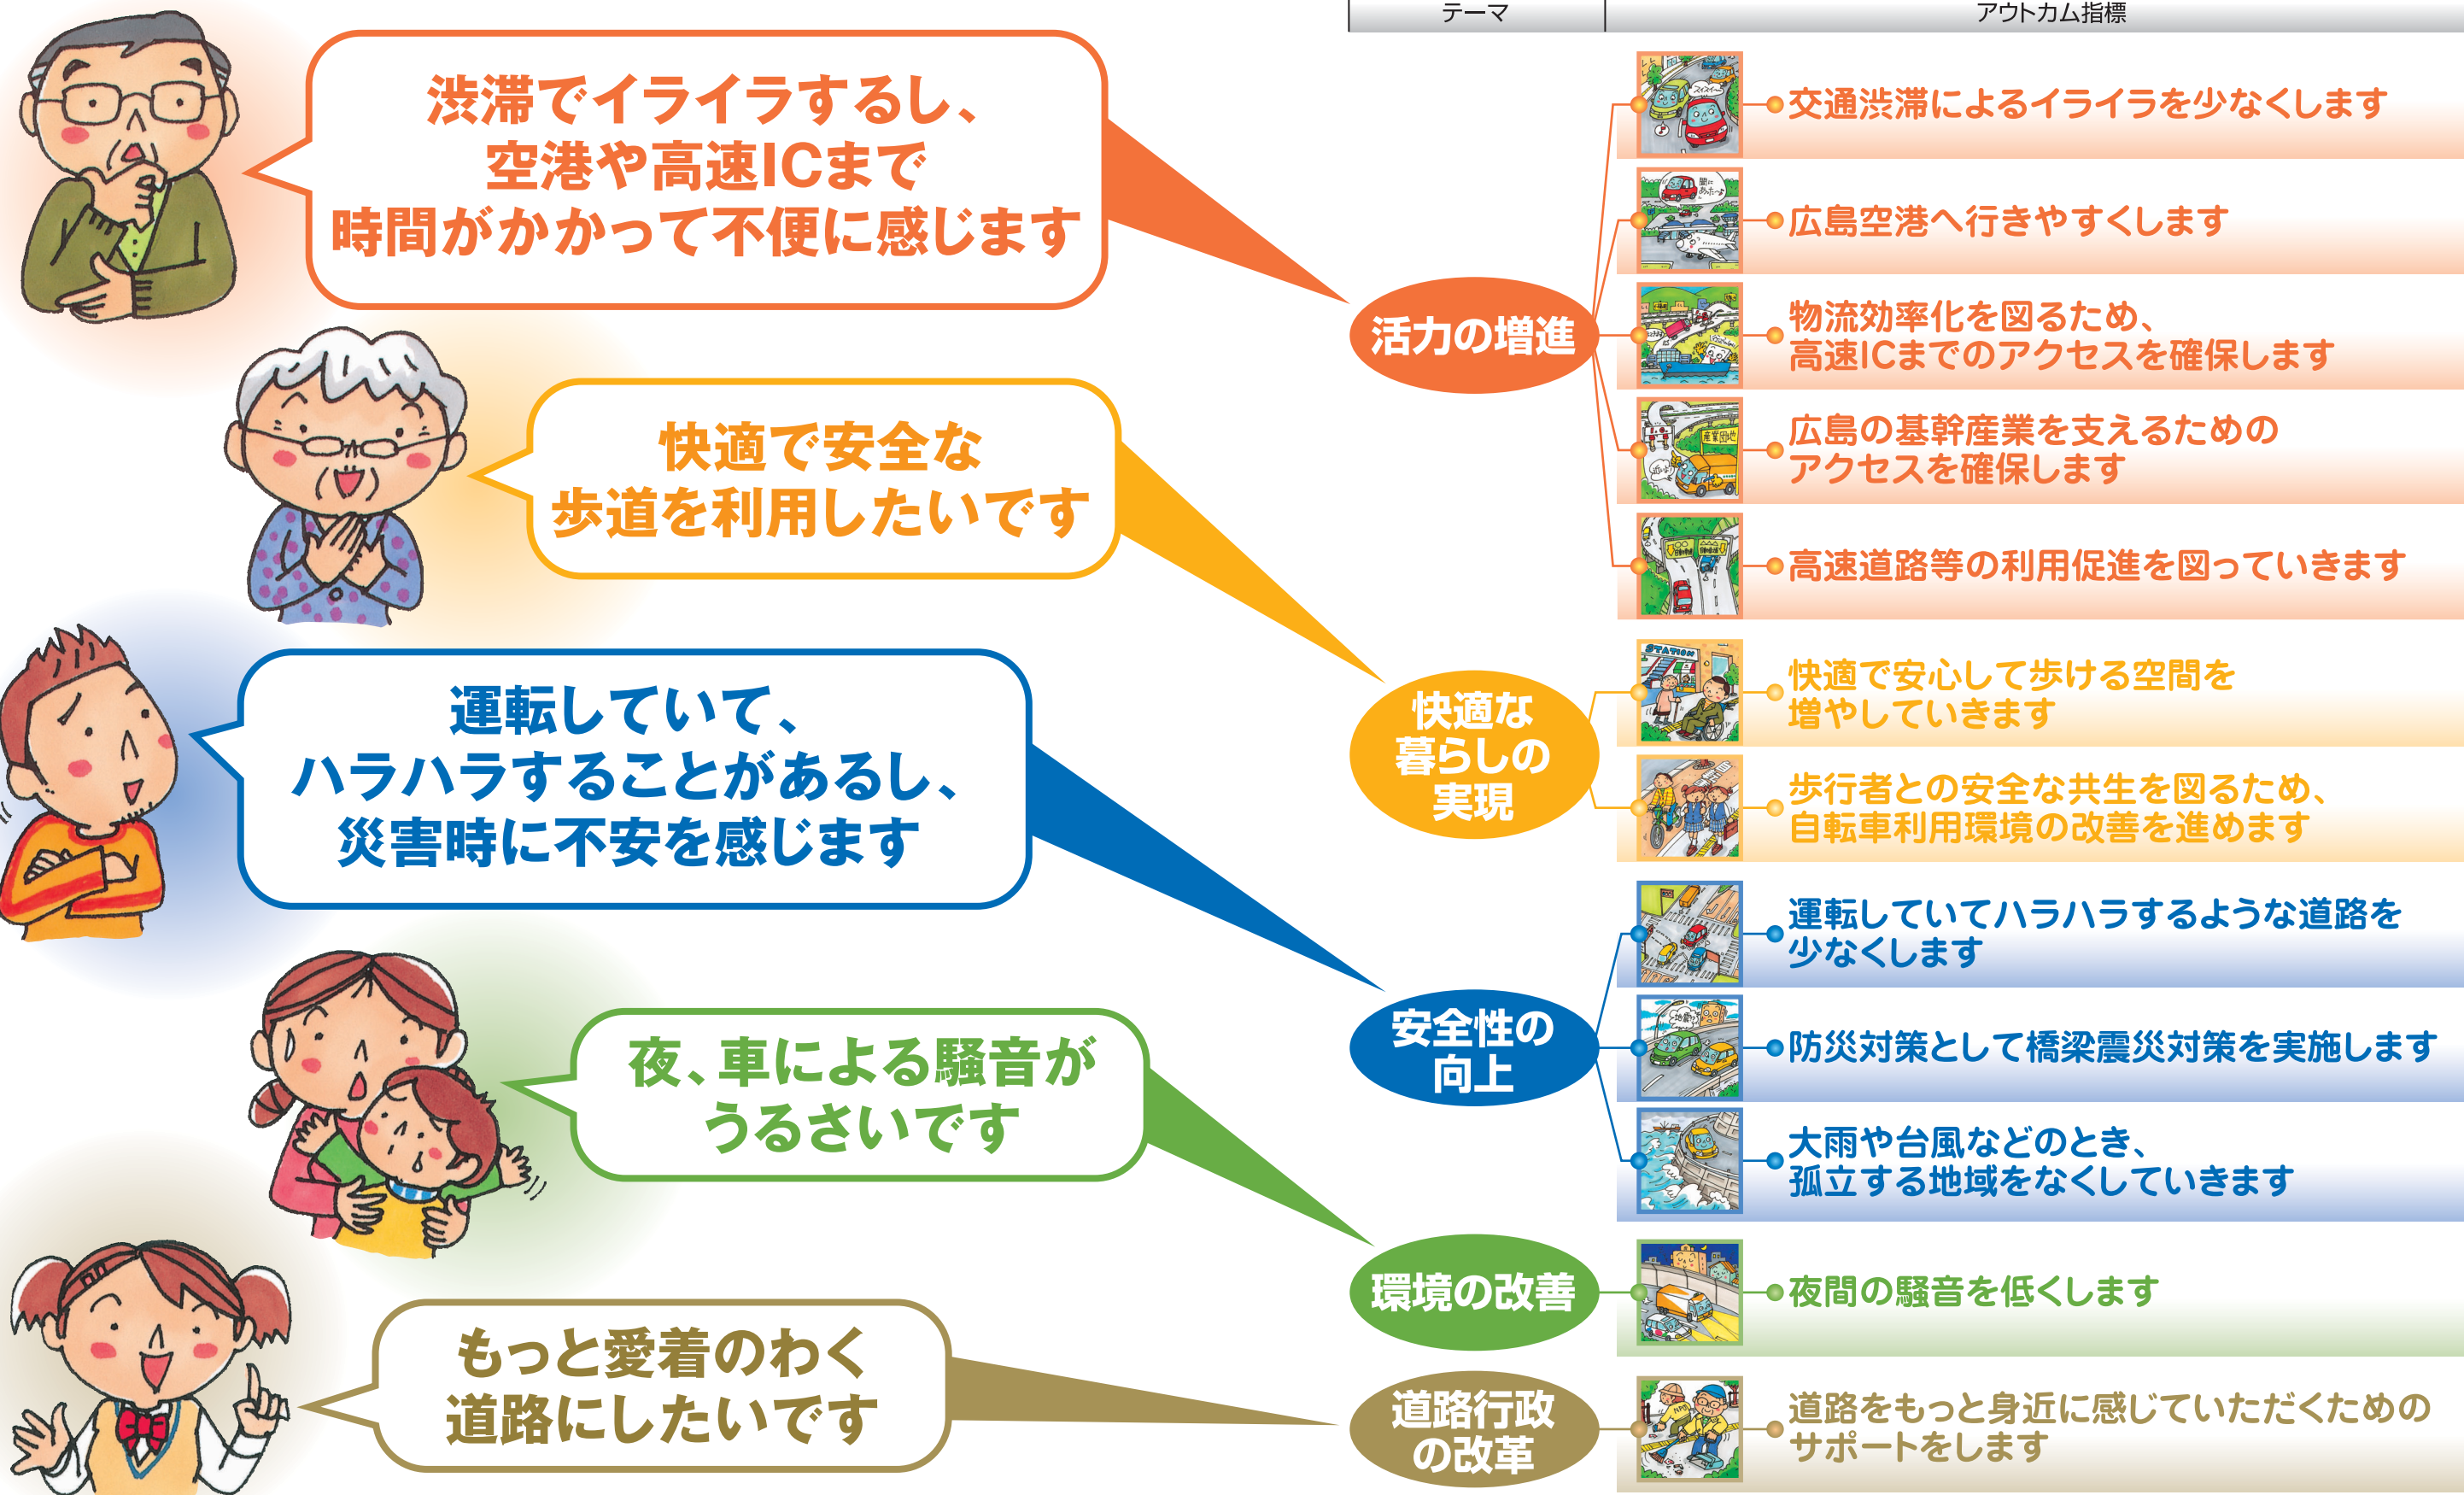 テーマ
アウトカム指標
渋滞でイライラするし、
空港や高速ICまで
時間がかかって不便に感じます
活力の増進
交通渋滞によるイライラを少なくします
広島空港へ行きやすくします
物流効率化を図るため、
高速ICまでのアクセスを確保します
産業団地
広島の基幹産業を支えるための
アクセスを確保します
高速道路等の利用促進を図っていきます
快適で安全な
歩道を利用したいです
快適な
暮らしの
実現
STATION
快適で安心して歩ける空間を
増やしていきます
歩行者との安全な共生を図るため、
自転車利用環境の改善を進めます
運転していて、
ハラハラすることがあるし、
災害時に不安を感じます
安全性の
向上
運転していてハラハラするような道路を
少なくします
地震!?
防災対策として橋梁震災対策を実施します
大雨や台風などのとき、
孤立する地域をなくしていきます
夜、車による騒音が
うるさいです
環境の改善
夜間の騒音を低くします
もっと愛着のわく
道路にしたいです
道路行政
の改革
道路をもっと身近に感じていただくための
サポートをします